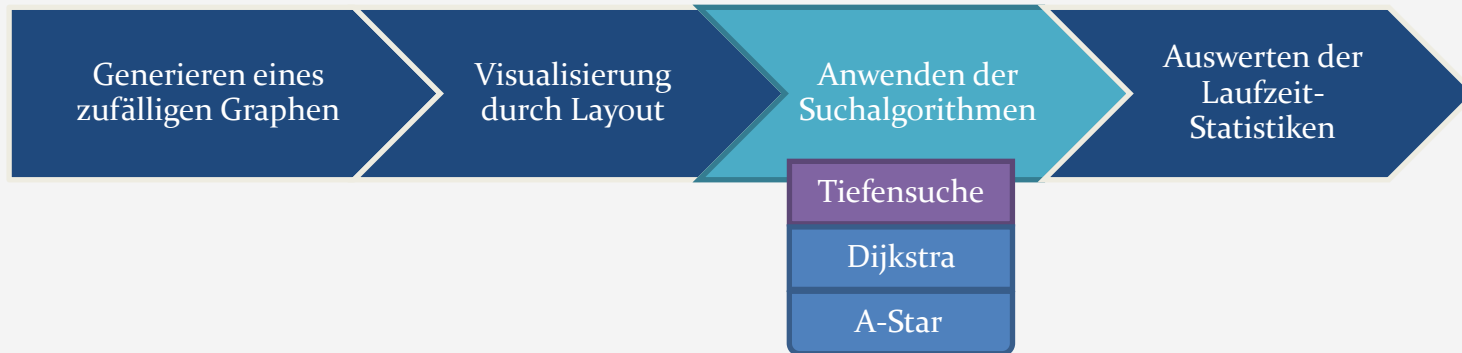 Generieren eines
zufälligen Graphen
Visualisierung
durch Layout
Anwenden der
Suchalgorithmen
Auswerten der
Laufzeit-
Statistiken
Tiefensuche
Dijkstra
A-Star